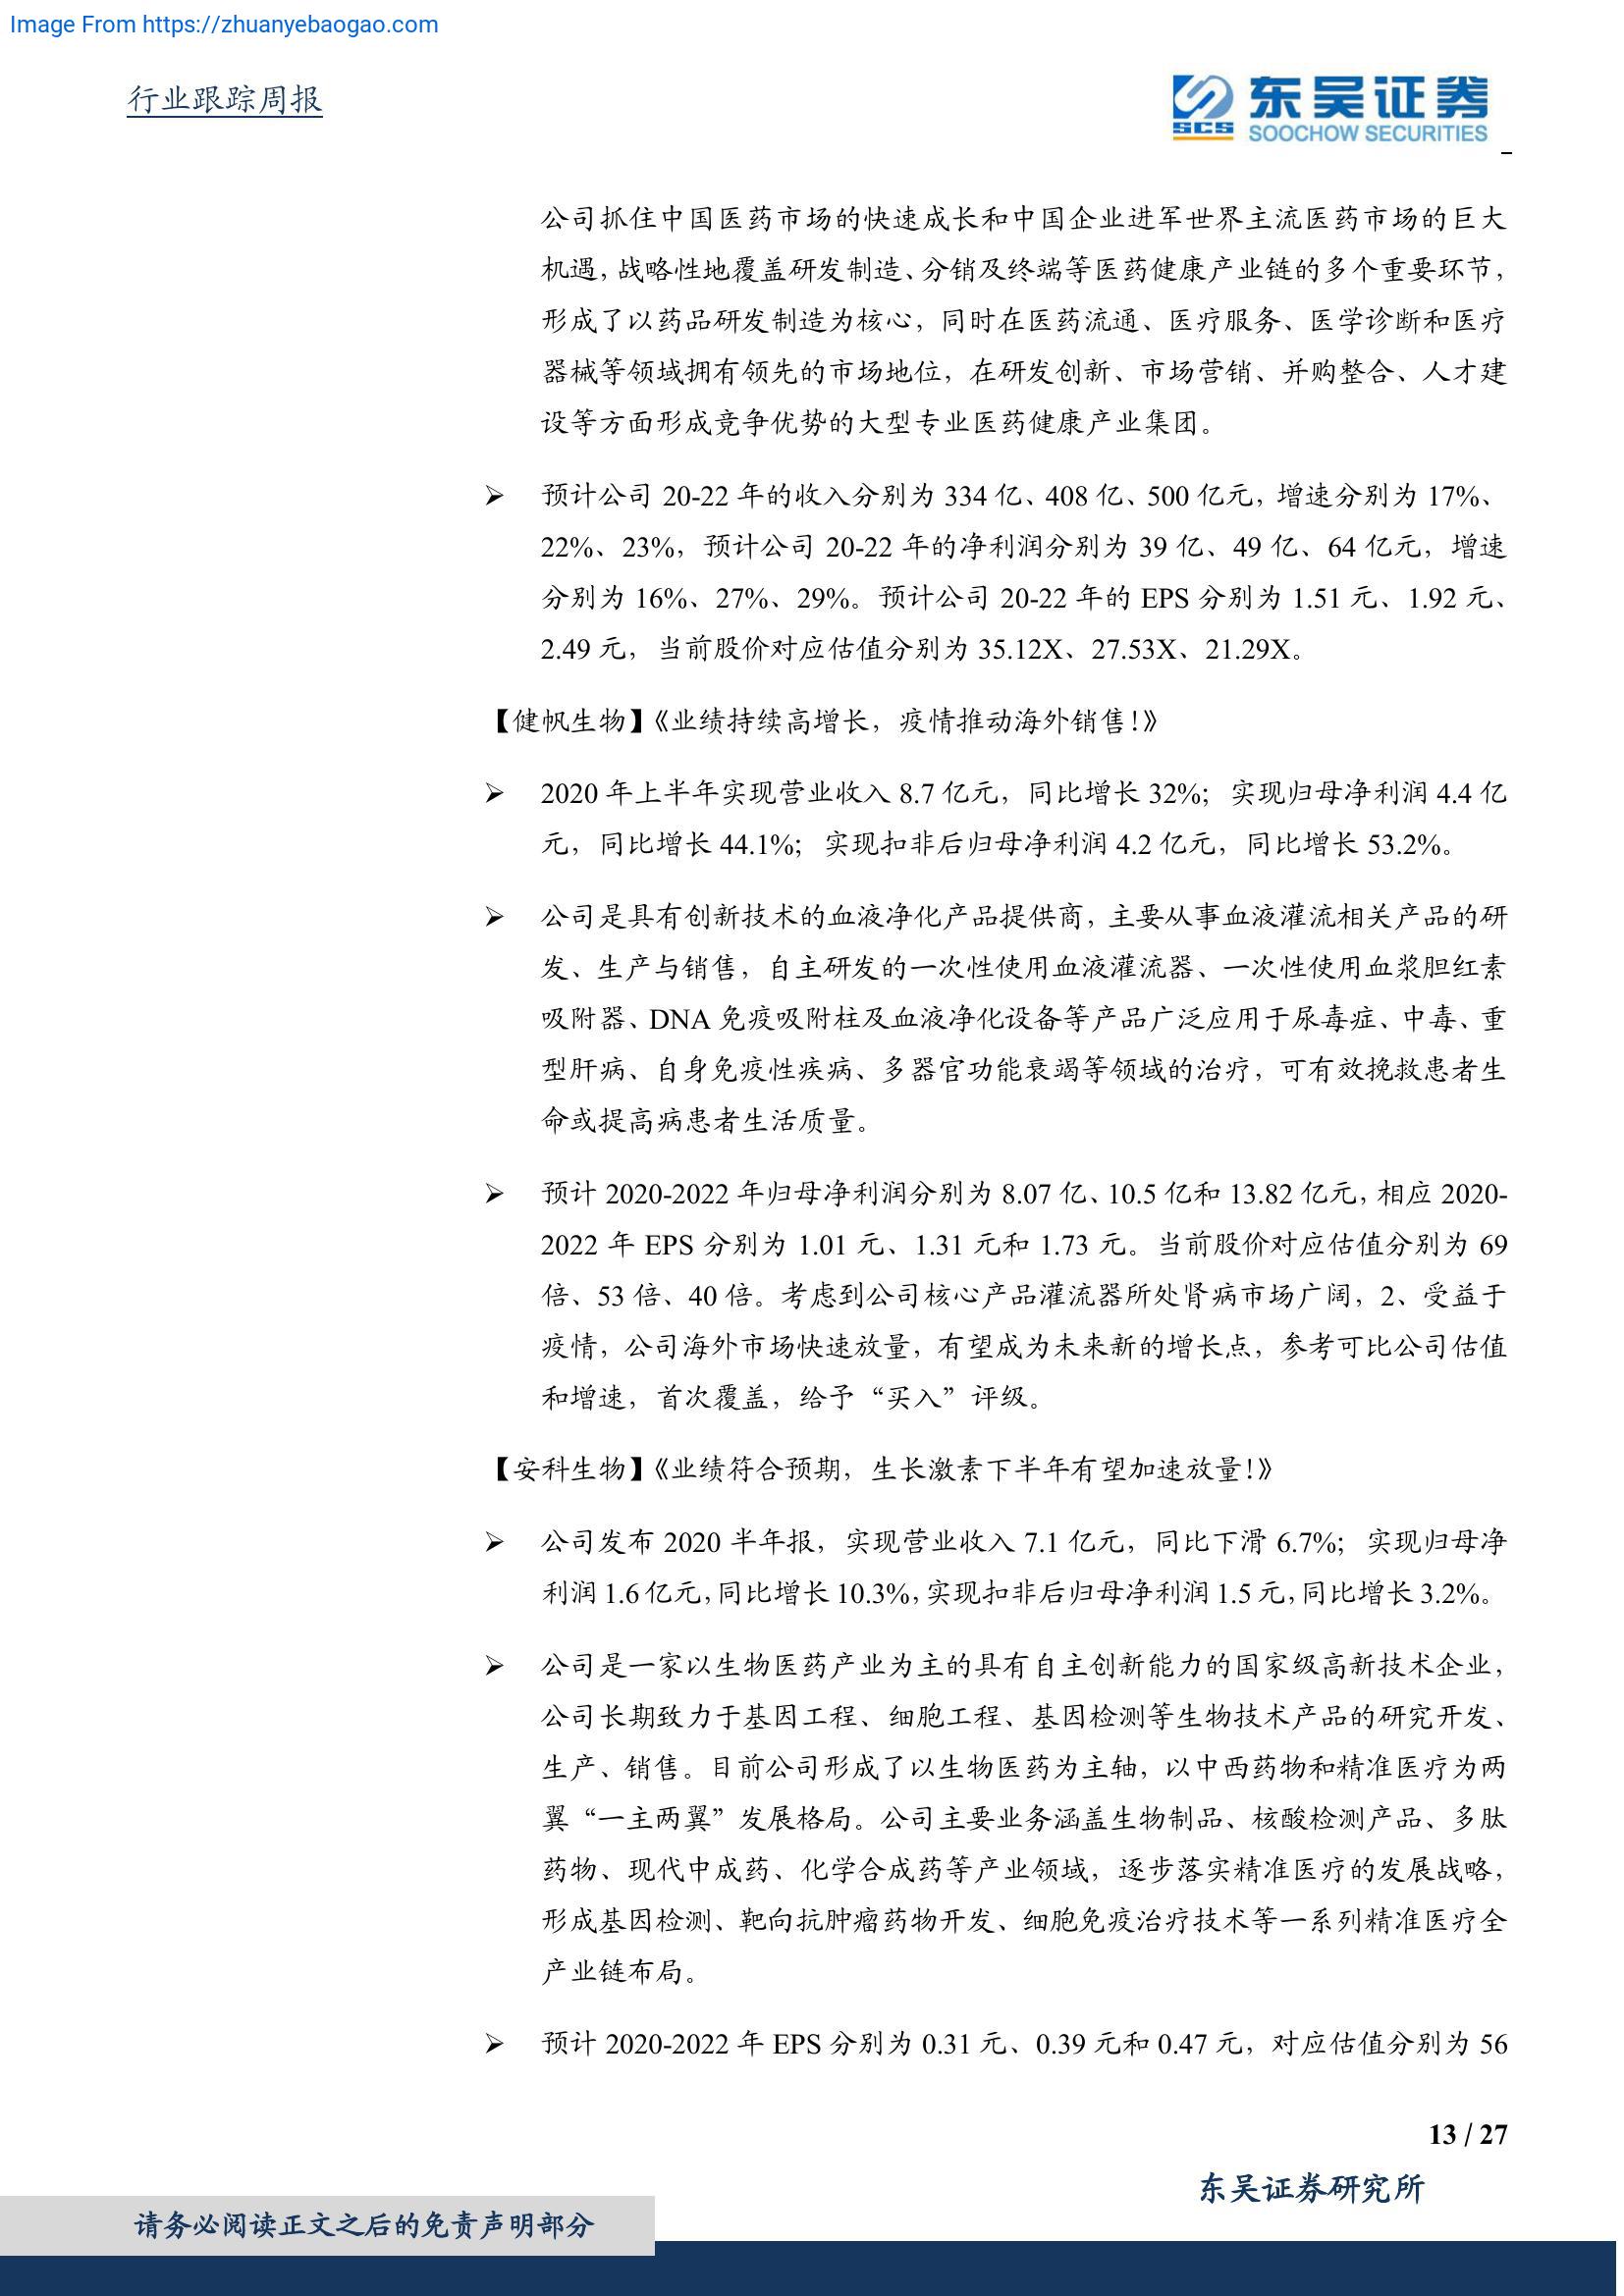 Image From https://zhuanyebaogao.com
行业跟踪周报
SCS
东吴证券
SOOCHOW SECURITIES
公司抓住中国医药市场的快速成长和中国企业进军世界主流医药市场的巨大
机遇，战略性地覆盖研发制造、分销及终端等医药健康产业链的多个重要环节，
形成了以药品研发制造为核心，同时在医药流通、医疗服务、医学诊断和医疗
器械等领域拥有领先的市场地位，在研发创新、市场营销、并购整合、人才建
设等方面形成竞争优势的大型专业医药健康产业集团。
➢ 预计公司 20-22 年的收入分别为 334 亿、408 亿、500 亿元，增速分别为 17%、
22%、23%，预计公司 20-22 年的净利润分别为 39 亿、49 亿、64 亿元，增速
分别为 16%、27%、29%。预计公司 20-22 年的 EPS 分别为 1.51 元、1.92 元、
2.49 元，当前股价对应估值分别为 35.12X、27.53X、21.29X。
【健帆生物】《业绩持续高增长，疫情推动海外销售！》
➢ 2020 年上半年实现营业收入 8.7 亿元，同比增长 32%；实现归母净利润 4.4 亿
元，同比增长 44.1%；实现扣非后归母净利润 4.2 亿元，同比增长 53.2%。
➢ 公司是具有创新技术的血液净化产品提供商，主要从事血液灌流相关产品的研
发、生产与销售，自主研发的一次性使用血液灌流器、一次性使用血浆胆红素
吸附器、DNA 免疫吸附柱及血液净化设备等产品广泛应用于尿毒症、中毒、重
型肝病、自身免疫性疾病、多器官功能衰竭等领域的治疗，可有效挽救患者生
命或提高病患者生活质量。
➢ 预计 2020-2022 年归母净利润分别为 8.07 亿、10.5 亿和 13.82 亿元，相应 2020-
2022 年 EPS 分别为 1.01 元、1.31 元和 1.73 元。当前股价对应估值分别为 69
倍、53 倍、40 倍。考虑到公司核心产品灌流器所处肾病市场广阔，2、受益于
疫情，公司海外市场快速放量，有望成为未来新的增长点，参考可比公司估值
和增速，首次覆盖，给予“买入”评级。
【安科生物】《业绩符合预期，生长激素下半年有望加速放量！》
➢ 公司发布 2020 半年报，实现营业收入 7.1 亿元，同比下滑 6.7%；实现归母净
利润 1.6 亿元，同比增长 10.3%，实现扣非后归母净利润 1.5 元，同比增长 3.2%。
➢ 公司是一家以生物医药产业为主的具有自主创新能力的国家级高新技术企业，
公司长期致力于基因工程、细胞工程、基因检测等生物技术产品的研究开发、
生产、销售。目前公司形成了以生物医药为主轴，以中西药物和精准医疗为两
翼“一主两翼”发展格局。公司主要业务涵盖生物制品、核酸检测产品、多肽
药物、现代中成药、化学合成药等产业领域，逐步落实精准医疗的发展战略，
形成基因检测、靶向抗肿瘤药物开发、细胞免疫治疗技术等一系列精准医疗全
产业链布局。
➢ 预计 2020-2022 年 EPS 分别为 0.31 元、0.39 元和 0.47 元，对应估值分别为 56
13 / 27
东吴证券研究所
请务必阅读正文之后的免责声明部分